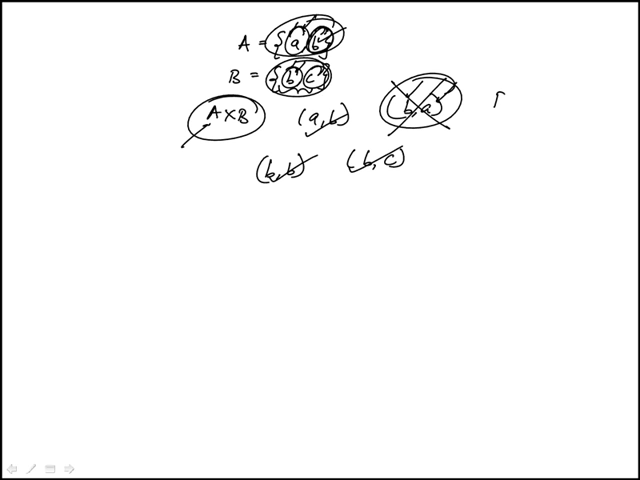 A = {a, b}
B = {b, c}
A×B (a, b) (b, a)
(b, b) (b, c)